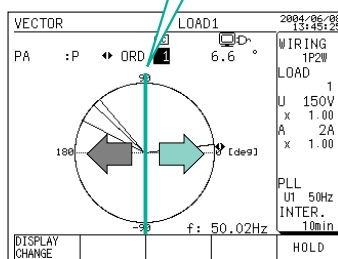 VECTOR LOAD1 2004/06/08
13:45:29
WIRING
1P2W
PA :P ORD 1 6.6 °
LOAD
1
U 150V
x 1.00
A 2A
x 1.00
90
180 0 [deg]
-90
f: 50.02Hz
PLL
U1 50Hz
INTER.
10min
DISPLAY
CHANGE
HOLD